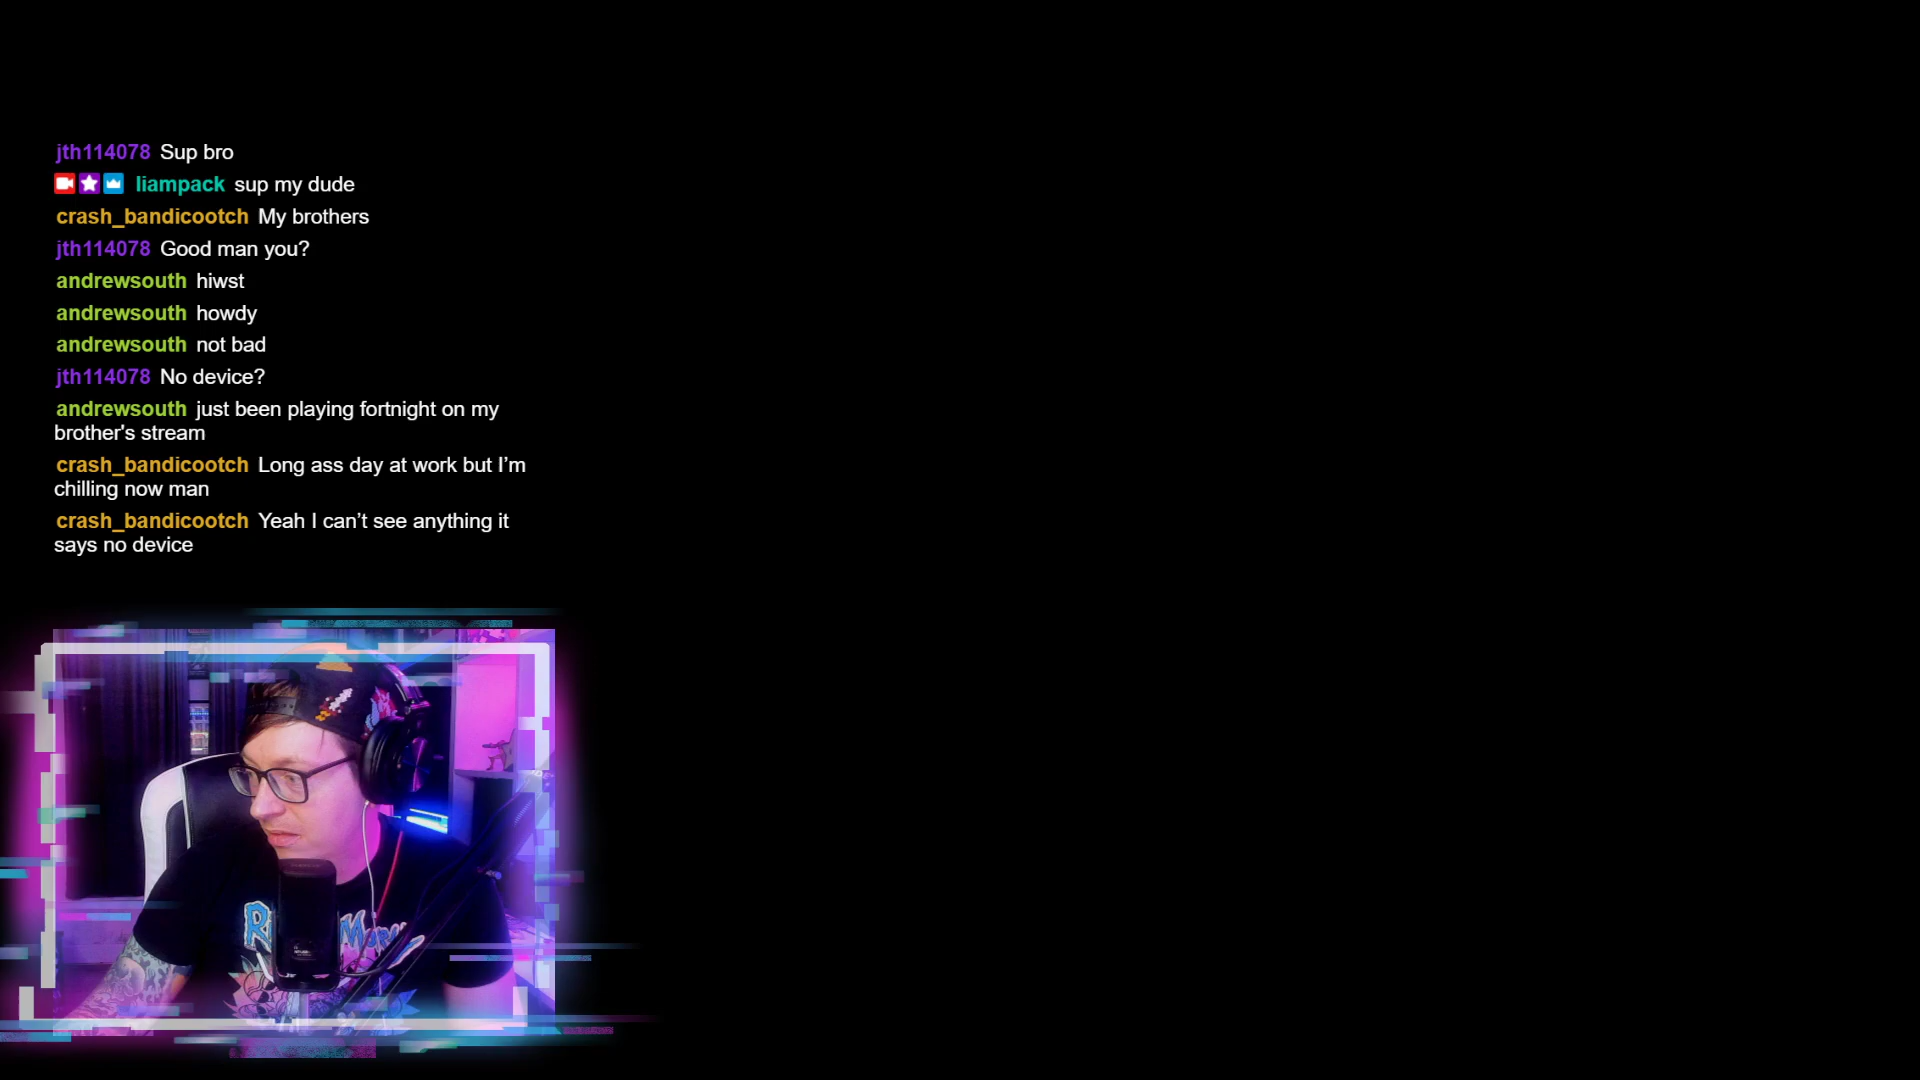 jth114078 Sup bro
liampack sup my dude
crash_bandicootch My brothers
jth114078 Good man you?
andrewsouth hiwst
andrewsouth howdy
andrewsouth not bad
jth114078 No device?
andrewsouth just been playing fortnight on my
brother's stream
crash_bandicootch Long ass day at work but I’m
chilling now man
crash_bandicootch Yeah I can’t see anything it
says no device